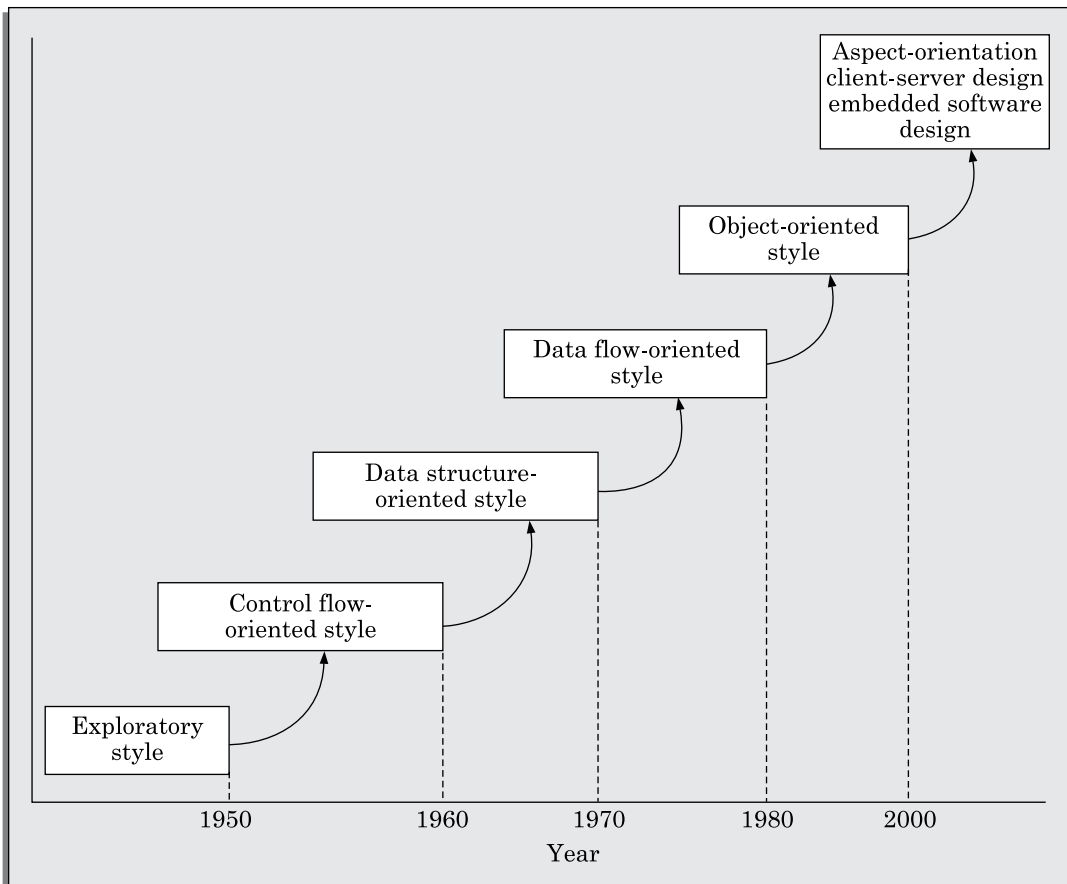 Aspect-orientation
client-server design
embedded software
design
Object-oriented
style
Data flow-oriented
style
Data structure-
oriented style
Control flow-
oriented style
Exploratory
style
1950 1960 1970 1980 2000
Year